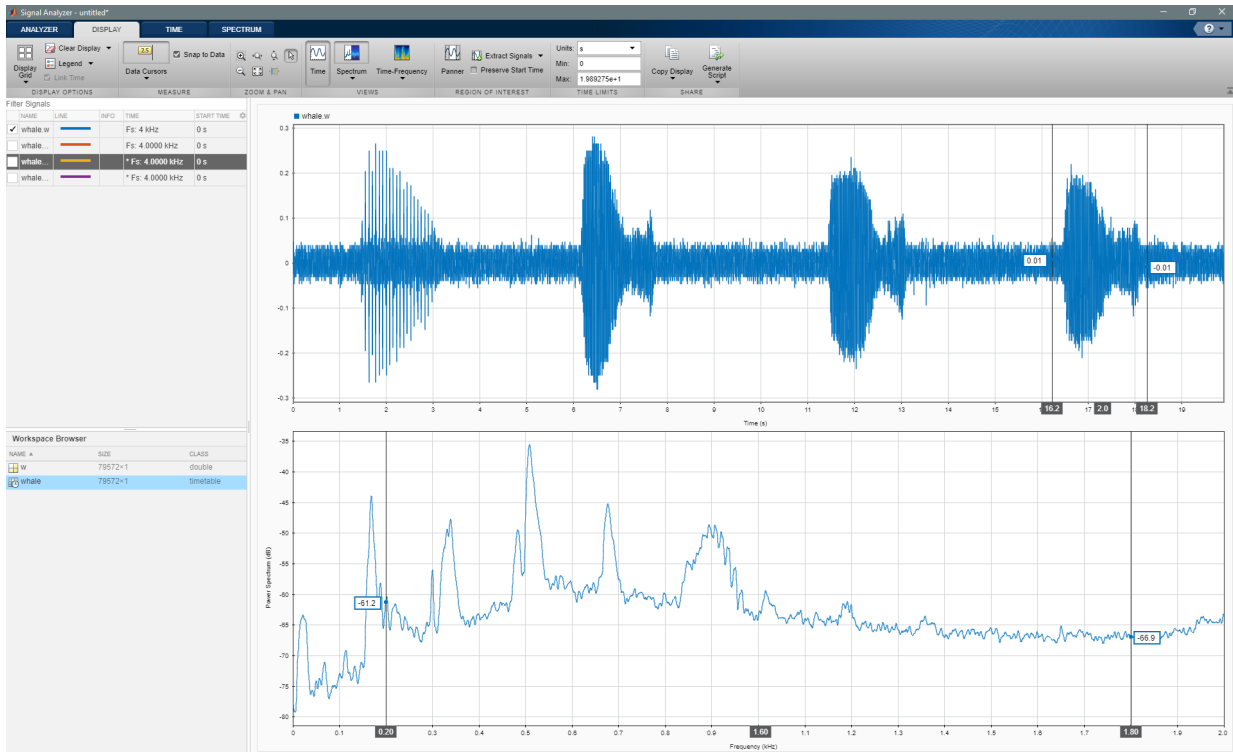 Signal Analyzer - untitled*
ANALYZER DISPLAY TIME SPECTRUM
Display Grid
Clear Display
Legend
Link Time
DISPLAY OPTIONS
2.5
Data Cursors
Snap to Data
MEASURE
ZOOM & PAN
Time
Spectrum
Time-Frequency
VIEWS
Panner
Extract Signals
Preserve Start Time
REGION OF INTEREST
Units: s
Min: 0
Max: 1.989275e+1
TIME LIMITS
Copy Display
Generate Script
SHARE
Filter Signals
NAME LINE INFO TIME START TIME
whale.w Fs: 4 kHz 0 s
whale... Fs: 4.0000 kHz 0 s
whale... * Fs: 4.0000 kHz 0 s
whale... * Fs: 4.0000 kHz 0 s
Workspace Browser
NAME SIZE CLASS
w 79572×1 double
whale 79572×1 timetable
whale.w
0.3
0.2
0.1
0
-0.1
-0.2
-0.3
0.01
-0.01
0 1 2 3 4 5 6 7 8 9 10 11 12 13 14 15 16.2 2.0 18.2 19
Time (s)
Power Spectrum (dB)
-35
-40
-45
-50
-55
-60
-65
-70
-75
-80
-61.2
-66.9
0 0.1 0.20 0.3 0.4 0.5 0.6 0.7 0.8 0.9 1.60 1.1 1.2 1.3 1.4 1.5 1.6 1.7 1.80 1.9 2.0
Frequency (kHz)